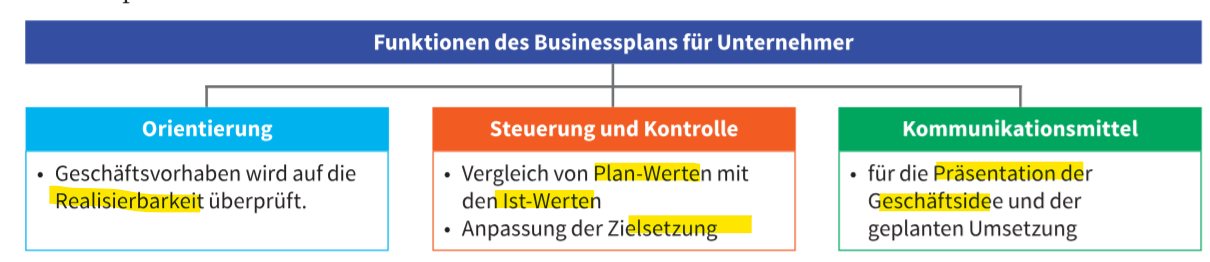 Funktionen des Businessplans für Unternehmer
Orientierung
• Geschäftsvorhaben wird auf die
Realisierbarkeit überprüft.
Steuerung und Kontrolle
• Vergleich von Plan-Werten mit
den Ist-Werten
• Anpassung der Zielsetzung
Kommunikationsmittel
• für die Präsentation der
Geschäftsidee und der
geplanten Umsetzung